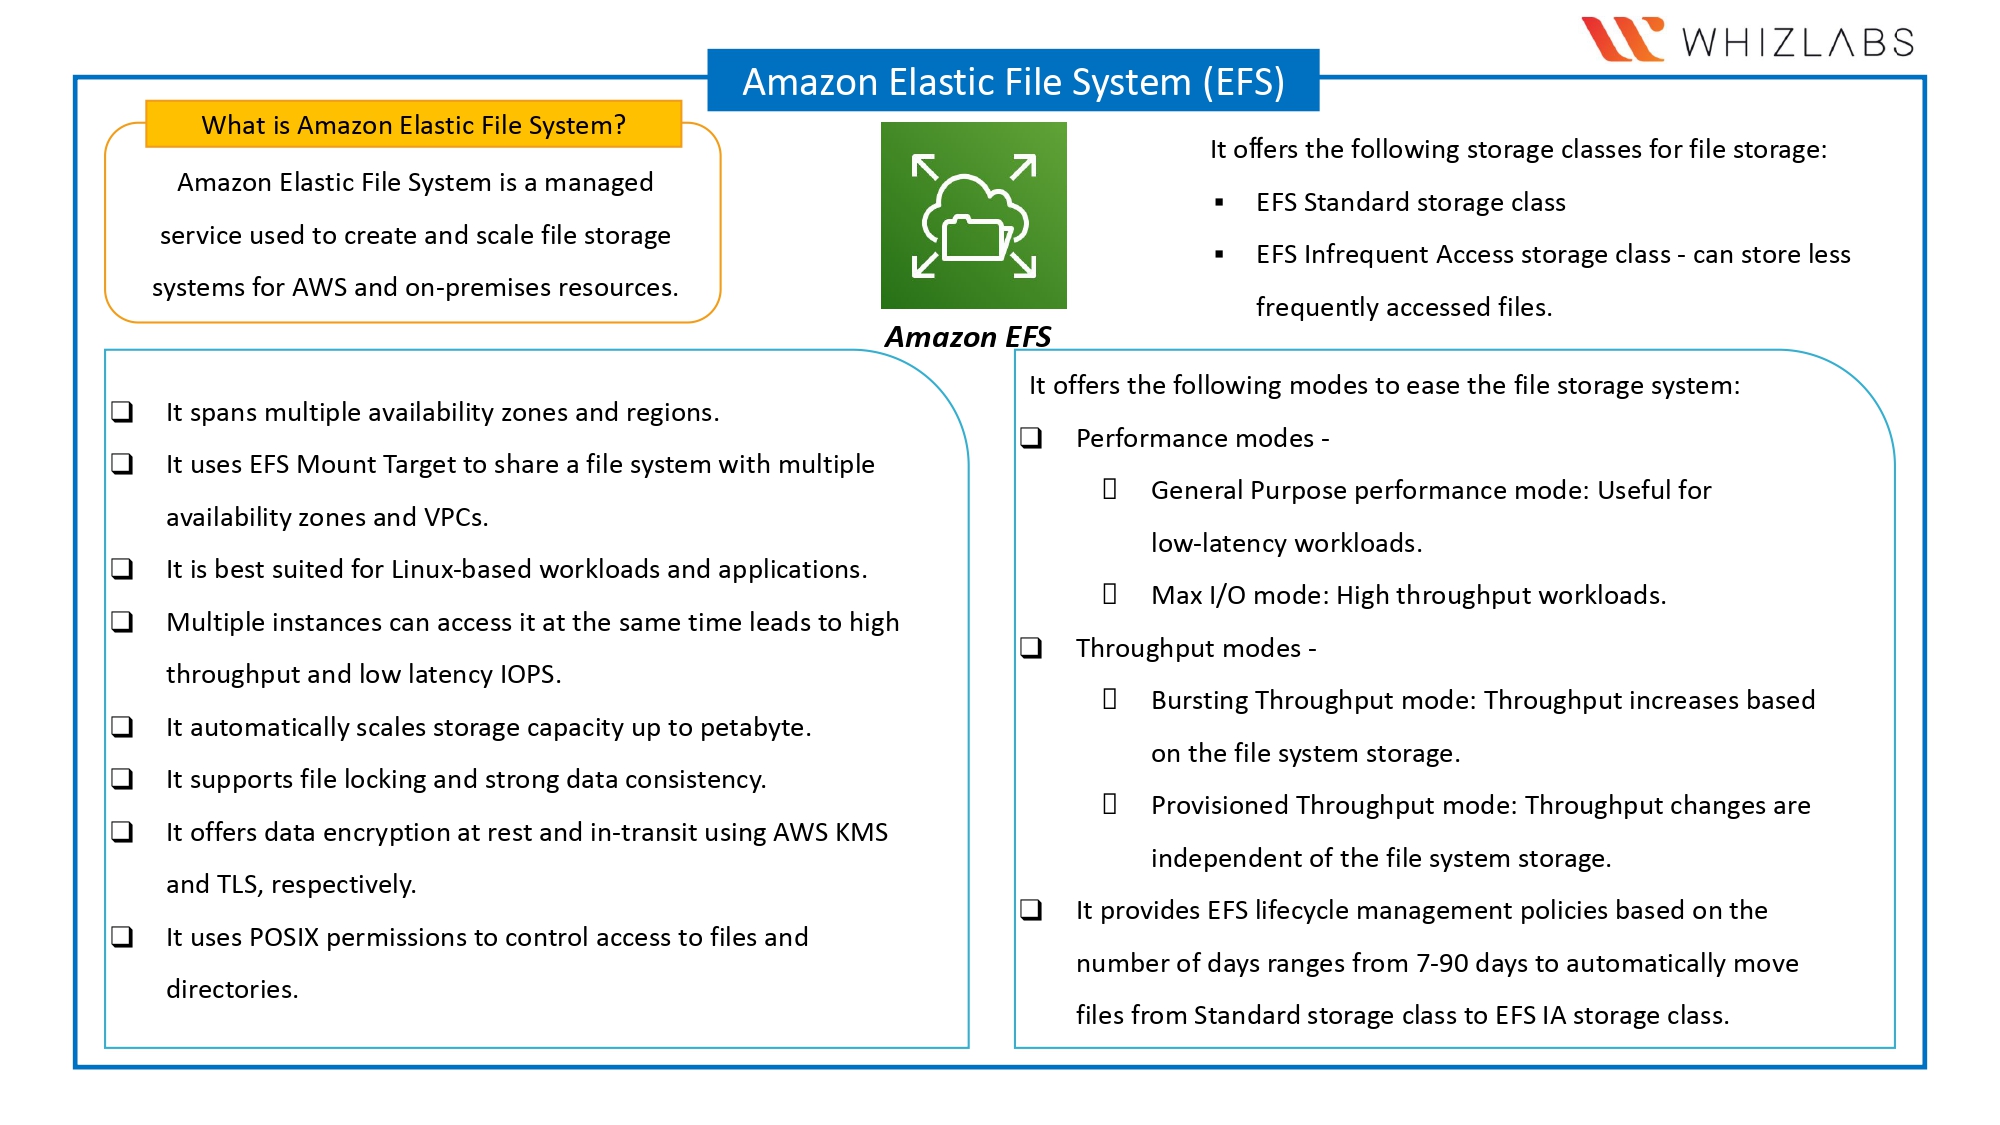 WHIZLABS
Amazon Elastic File System (EFS)
What is Amazon Elastic File System?
Amazon Elastic File System is a managed
service used to create and scale file storage
systems for AWS and on-premises resources.
Amazon EFS
It offers the following storage classes for file storage:
▪ EFS Standard storage class
▪ EFS Infrequent Access storage class - can store less
frequently accessed files.
❑ It spans multiple availability zones and regions.
❑ It uses EFS Mount Target to share a file system with multiple
availability zones and VPCs.
❑ It is best suited for Linux-based workloads and applications.
❑ Multiple instances can access it at the same time leads to high
throughput and low latency IOPS.
❑ It automatically scales storage capacity up to petabyte.
❑ It supports file locking and strong data consistency.
❑ It offers data encryption at rest and in-transit using AWS KMS
and TLS, respectively.
❑ It uses POSIX permissions to control access to files and
directories.
It offers the following modes to ease the file storage system:
❑ Performance modes -
▯ General Purpose performance mode: Useful for
low-latency workloads.
▯ Max I/O mode: High throughput workloads.
❑ Throughput modes -
▯ Bursting Throughput mode: Throughput increases based
on the file system storage.
▯ Provisioned Throughput mode: Throughput changes are
independent of the file system storage.
❑ It provides EFS lifecycle management policies based on the
number of days ranges from 7-90 days to automatically move
files from Standard storage class to EFS IA storage class.